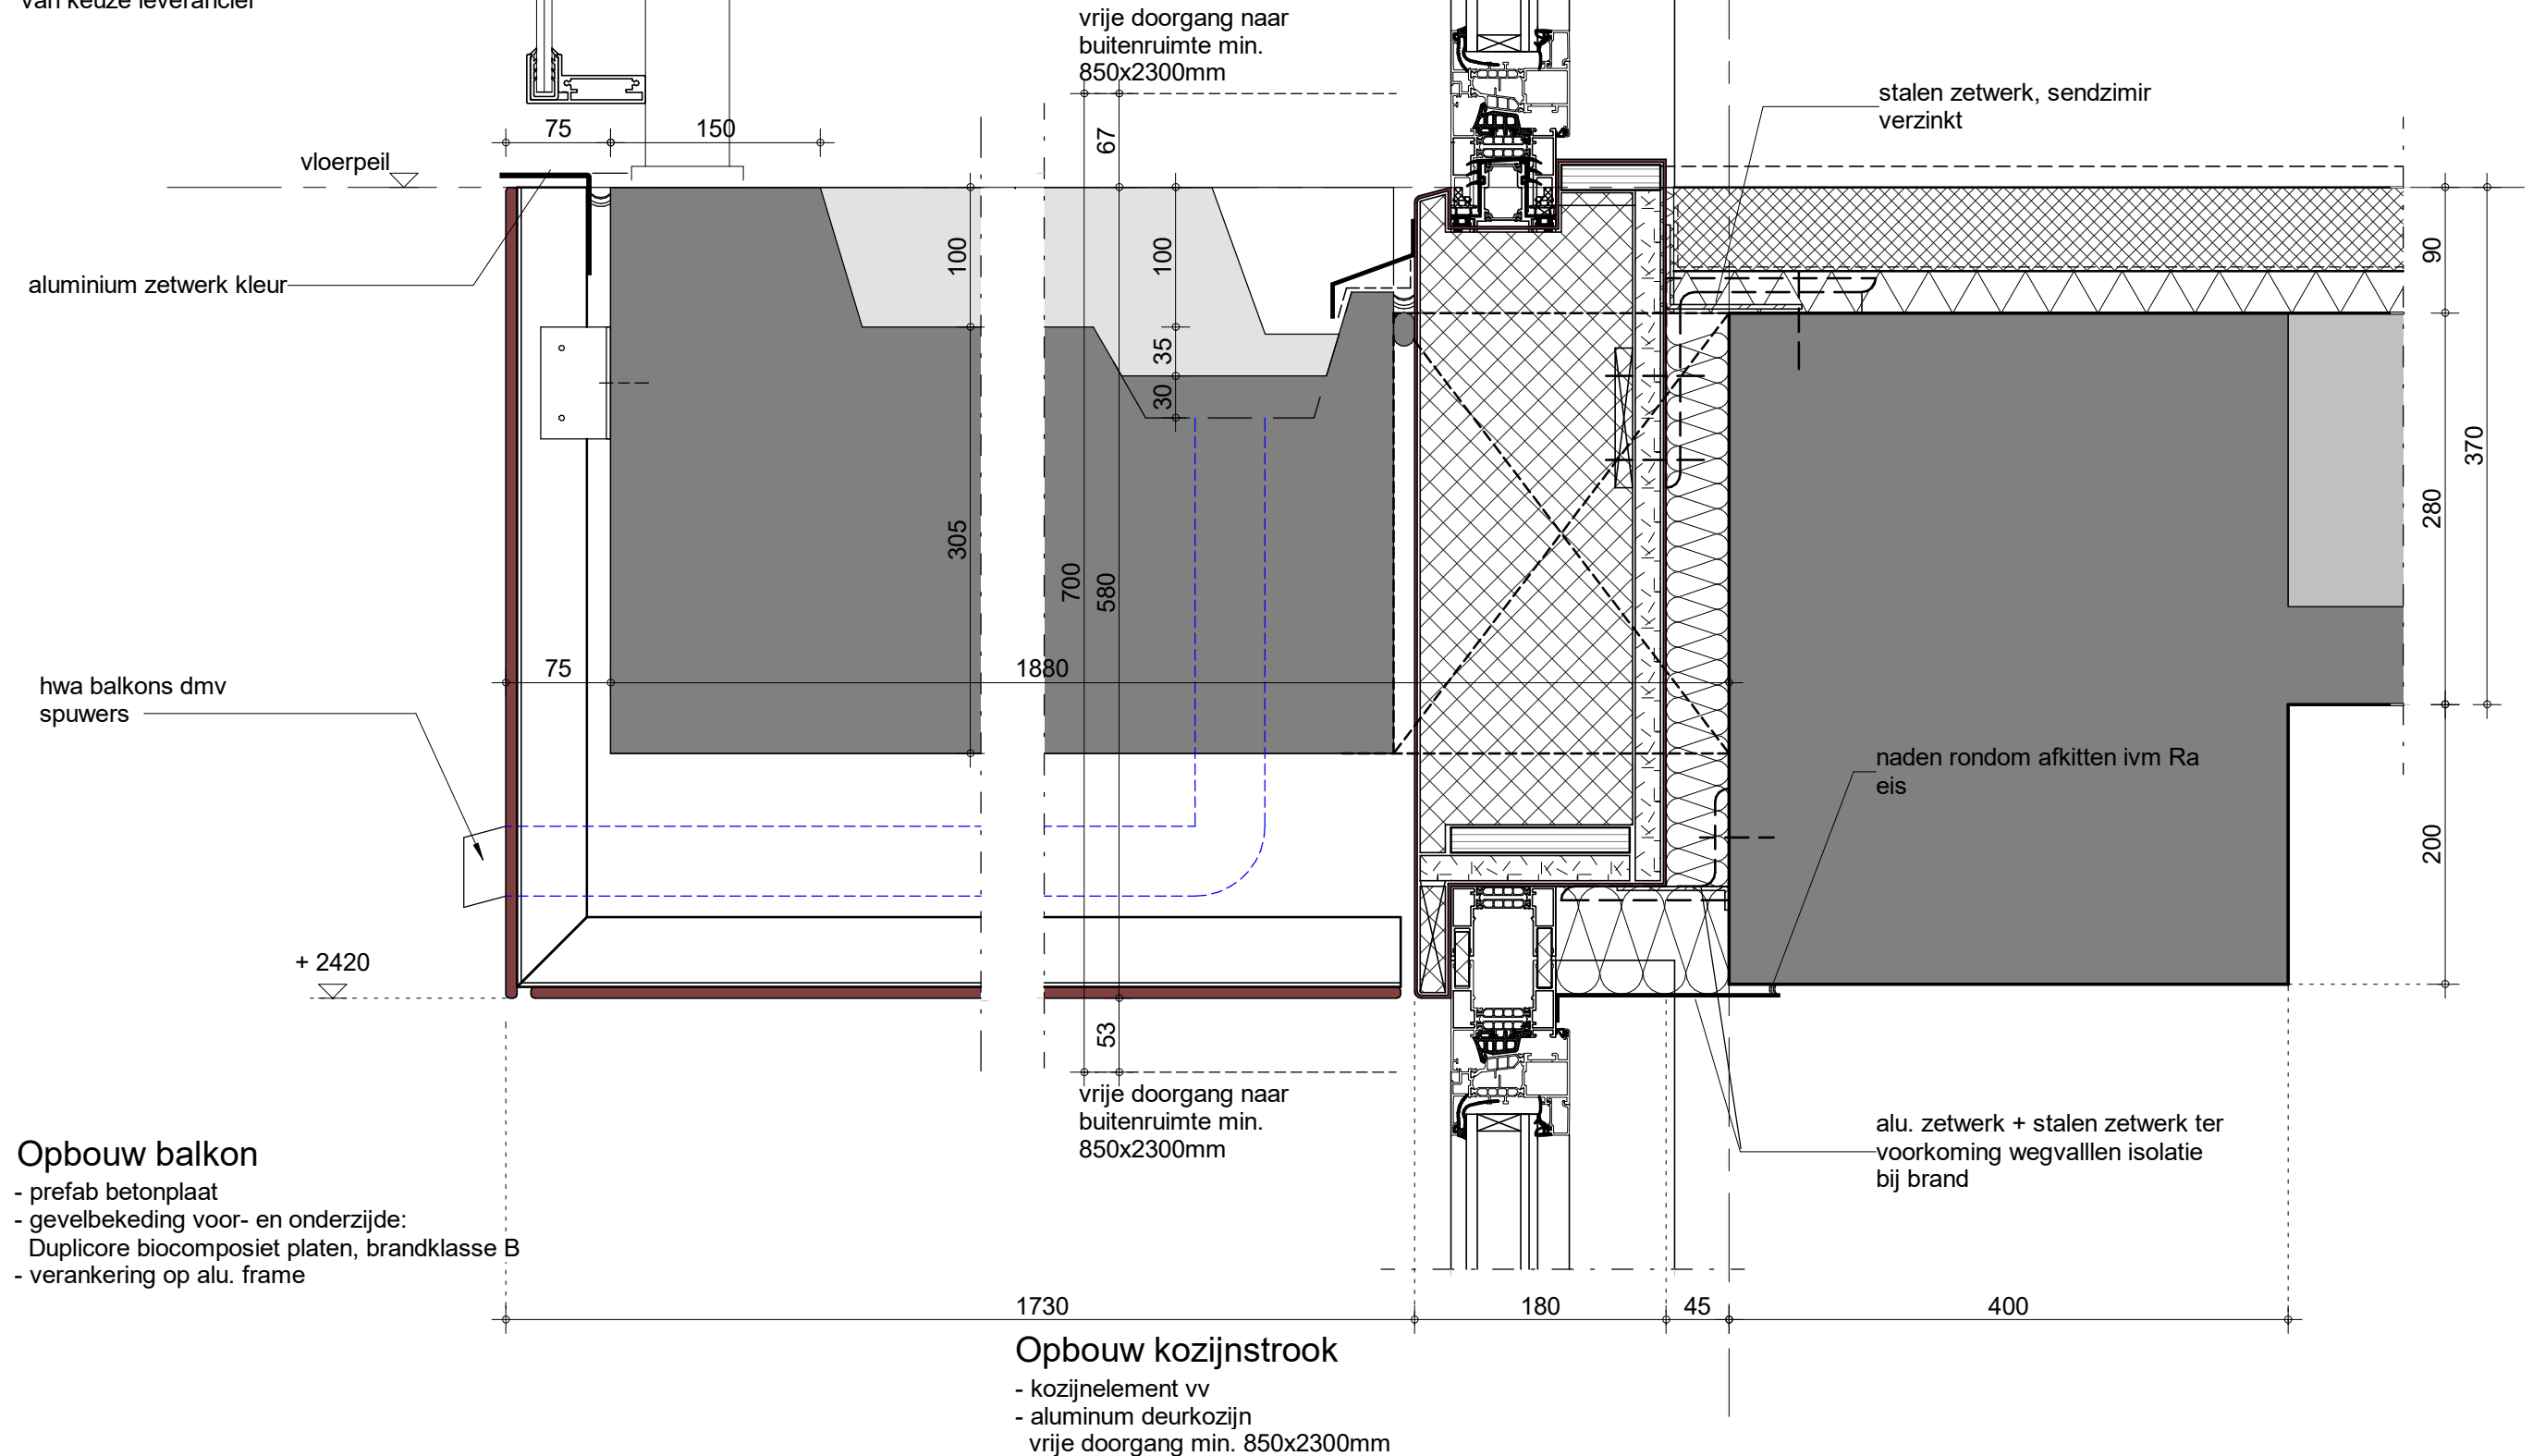 van keuze leverancier
vrije doorgang naar
buitenruimte min.
850x2300mm
stalen zetwerk, sendzimir
verzinkt
75
150
67
vloerpeil
aluminium zetwerk kleur
100
100
35
30
90
305
700
580
280
370
75
1880
hwa balkons dmv
spuwers
naden rondom afkitten ivm Ra
eis
200
+ 2420
53
vrije doorgang naar
buitenruimte min.
850x2300mm
alu. zetwerk + stalen zetwerk ter
voorkoming wegvalllen isolatie
bij brand
Opbouw balkon
- prefab betonplaat
- gevelbekeding voor- en onderzijde:
Duplicore biocomposiet platen, brandklasse B
- verankering op alu. frame
1730
180
45
400
Opbouw kozijnstrook
- kozijnelement vv
- aluminum deurkozijn
vrije doorgang min. 850x2300mm